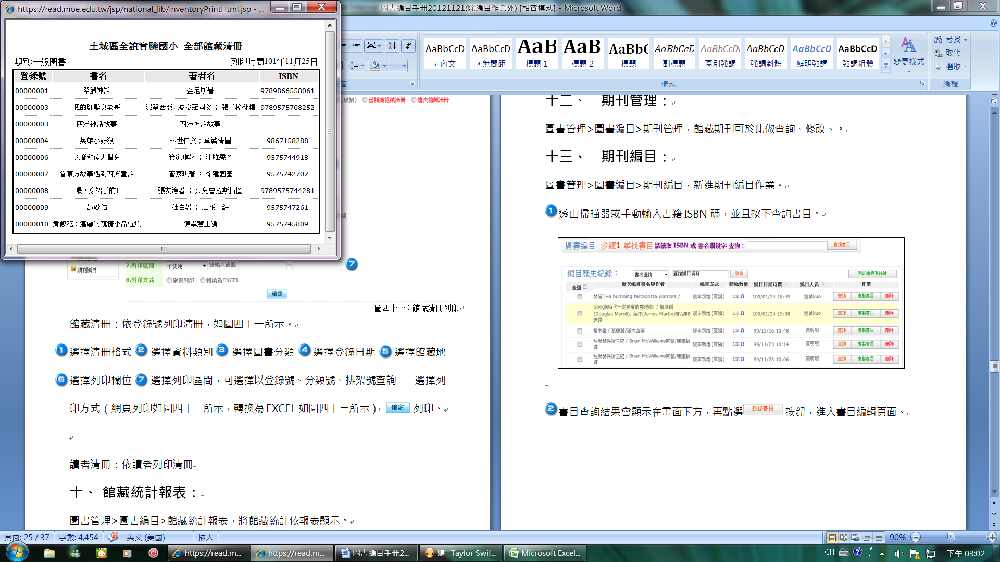 https://read.moe.edu.tw/jsp/national_lib/inventoryPrintHtml.jsp - ...
圖書編目手冊20121121(除編目作業外) [相容模式] - Microsoft Word
土城區全誼實驗國小 全部館藏清冊
類別:一般圖書 列印時間101年11月25日
登錄號 書名 著者名 ISBN
00000001 希臘神話 金尼斯著 9789866558061
00000003 我的紅髮臭老哥 派翠西亞. 波拉寇圖文 ; 張子樟翻釋 9789575708252
00000003 西洋神話故事 西洋神話故事
00000004 英雄小野狼 林世仁文 ; 章毓倩圖 9867158288
00000006 惡魔和傻大個兒 管家琪著 ; 陳維霖圖 9575744918
00000007 當東方故事遇到西方童話 管家琪著 ; 徐建國圖 9575742702
00000008 喂，穿裙子的! 張友漁著 ; 朵兒普拉斯插圖 9789575744281
00000009 葫蘆貓 杜白著 ; 江正一繪 9575747261
00000010 煮飯花：溫馨的親情小品選集 陳幸蕙主編 9575745809
AaBbCcD AaBbCcD AaB AaB AaBb( AaBbCcD AaBbCcD AaBbCcD AaBbCcD AaBbCcD
內文 無間距 標題 1 標題 2 標題 副標題 區別強調 強調斜體 鮮明強調 強調粗體
變更樣式
尋找
取代
選取
落 樣式 編輯
破損) 已報廢館藏清冊 遺失館藏清冊
期
期刊編目
7.列印區間 不使用 請輸入範圍 ~ 7
8.列印方式 網頁列印 轉換為EXCEL
確定
圖四十一：館藏清冊列印
館藏清冊：依登錄號列印清冊，如圖四十一所示。
1 選擇清冊格式 2 選擇資料類別 3 選擇圖書分類 4 選擇登錄日期 5 選擇館藏地
6 選擇列印欄位 7 選擇列印區間，可選擇以登錄號、分類號、排架號查詢 選擇列
印方式（網頁列印如圖四十二所示，轉換為 EXCEL 如圖四十三所示），確定 列印。
讀者清冊：依讀者列印清冊
十、 館藏統計報表：
圖書管理>圖書編目>館藏統計報表，將館藏統計依報表顯示。
十二、 期刊管理：
圖書管理>圖書編目>期刊管理，館藏期刊可於此做查詢、修改、。
十三、 期刊編目：
圖書管理>圖書編目>期刊編目，新進期刊編目作業。
1 透由掃描器或手動輸入書籍 ISBN 碼，並且按下查詢書目。
圖書編目 步驟1 尋找書目 請讀取 ISBN 或 書名關鍵字 查詢： 查詢書目
編目歷史紀錄： 書名查詢 查詢編目資料 查詢 列印書標登錄號
全選 歷次編目書名與作者 編目方式 新編數量 編目日期時間 編目人員 作業
焚俑THe burnning terracotta warriors / 複本新增 (單編) 1本 100/01/24 18:49 測試kuo 查詢 複製書目 刪除
Google時代一定要會的整理術! / 梅瑞爾
(Douglas Merrill), 馬汀(James Martin)著/胡琦
君譯 複本新增 (單編) 1本 100/01/24 15:08 測試kuo 查詢 複製書目 刪除
積木雞 / 葛競著/董大山圖 複本新增 (單編) 1本 99/12/16 10:48 黃明明 查詢 複製書目 刪除
垃圾郵件諸王紀 / Brian McWilliams原著/陳建勳
譯 複本新增 (單編) 1本 99/11/23 10:14 黃明明 查詢 複製書目 刪除
垃圾郵件諸王紀 / Brian McWilliams原著/陳建勳
譯 複本新增 (單編) 1本 99/11/23 10:06 黃明明 查詢 複製書目 刪除
2 書目查詢結果會顯示在畫面下方，再點選 抄錄書目 按鈕，進入書目編輯頁面。
頁面: 25 / 37 字數: 4,454 英文 (美國) 插入 90%
https://read.m... https://read.m... 圖書編目手冊2... 聽 Taylor Swif... Microsoft Excel... CH 下午 03:02